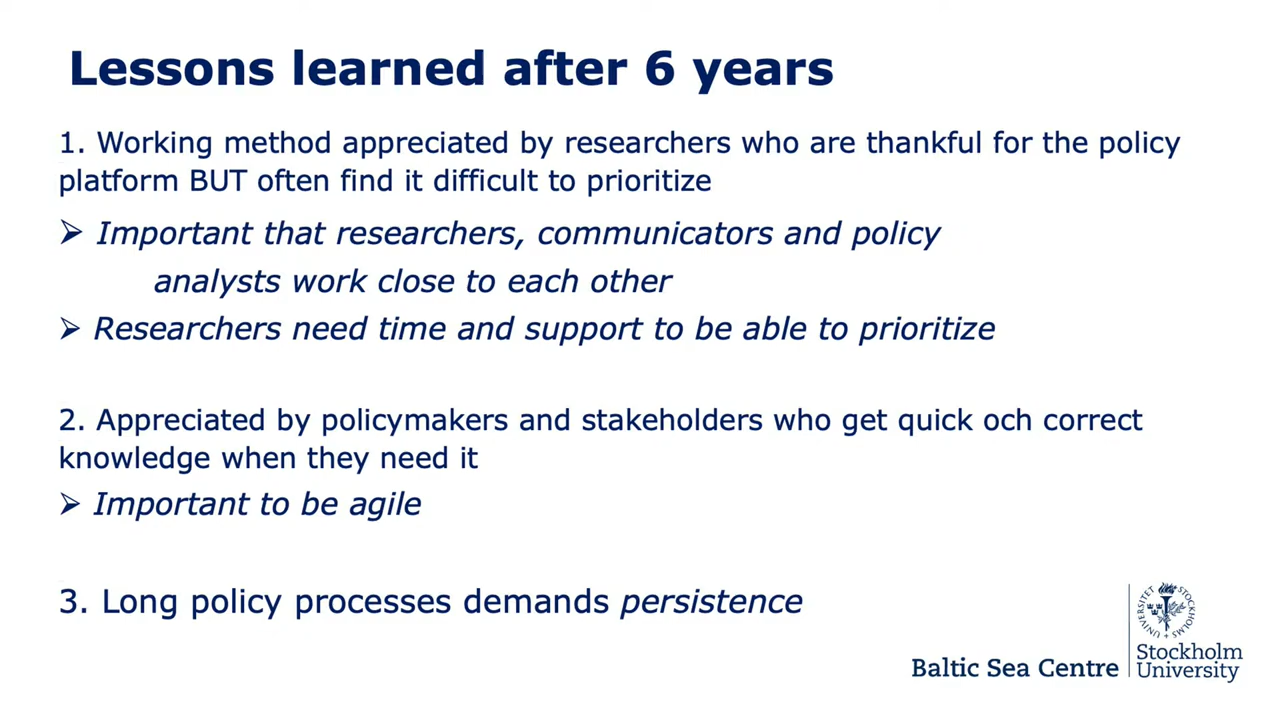 Lessons learned after 6 years
1. Working method appreciated by researchers who are thankful for the policy
platform BUT often find it difficult to prioritize
➢ Important that researchers, communicators and policy
analysts work close to each other
➢ Researchers need time and support to be able to prioritize
2. Appreciated by policymakers and stakeholders who get quick och correct
knowledge when they need it
➢ Important to be agile
3. Long policy processes demands persistence
Baltic Sea Centre
STOCKHOLMS UNIVERSITET
Stockholm
University